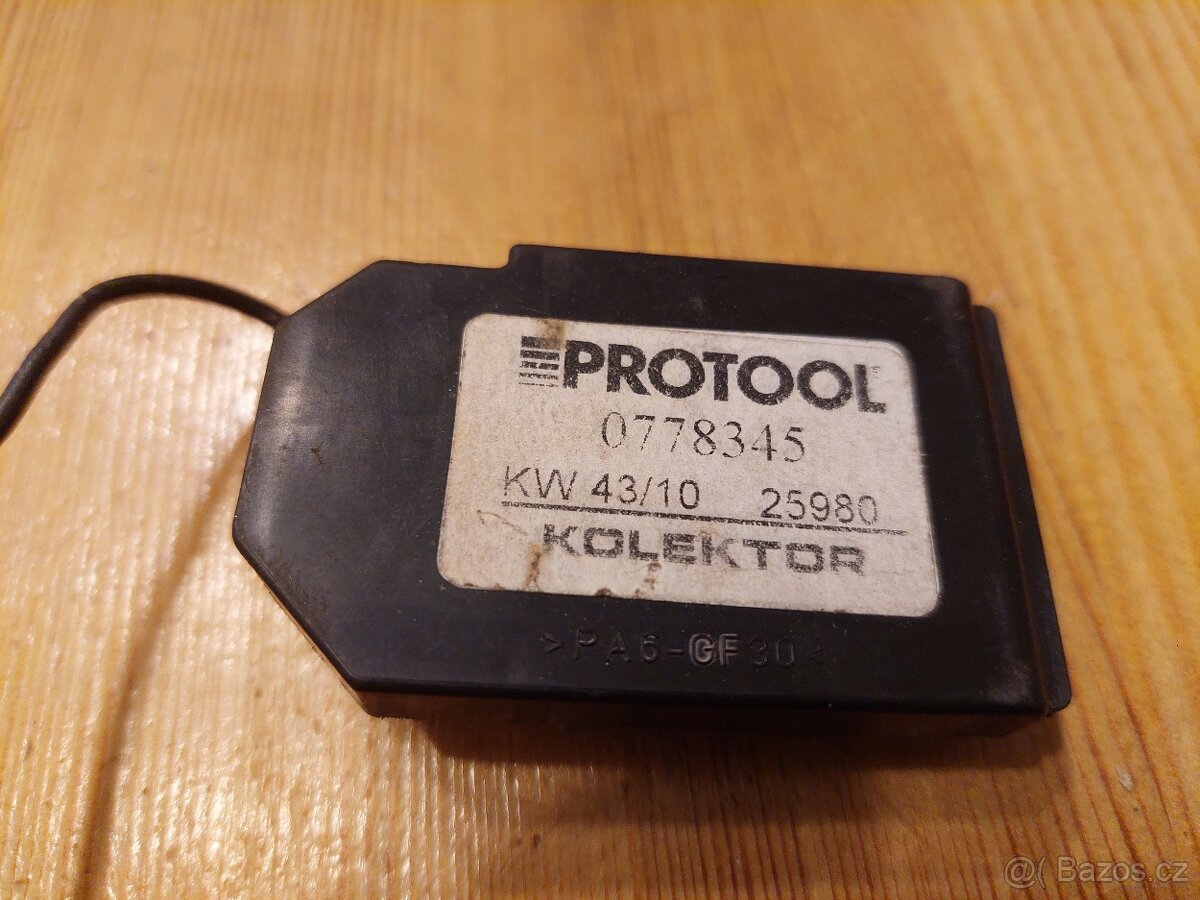 PROTOOL
0778345
KW 43/10 25980
KOLEKTOR
>PA6-GF30<
@( Bazos.cz